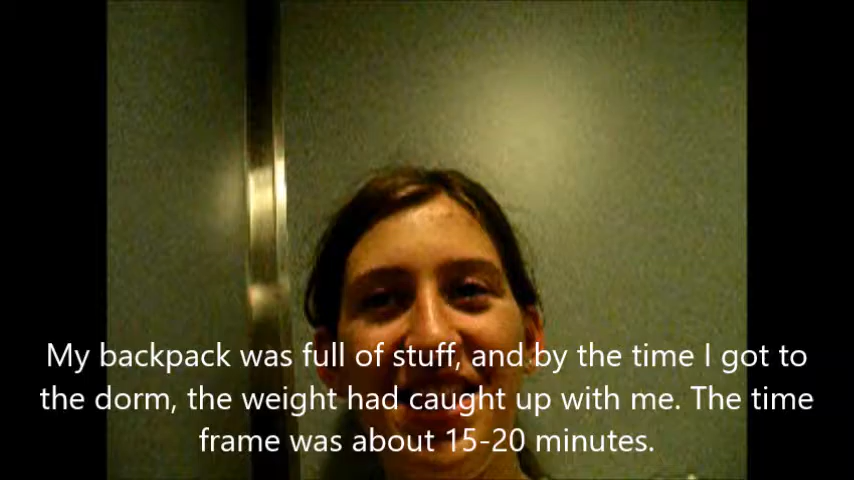 My backpack was full of stuff, and by the time I got to
the dorm, the weight had caught up with me. The time
frame was about 15-20 minutes.